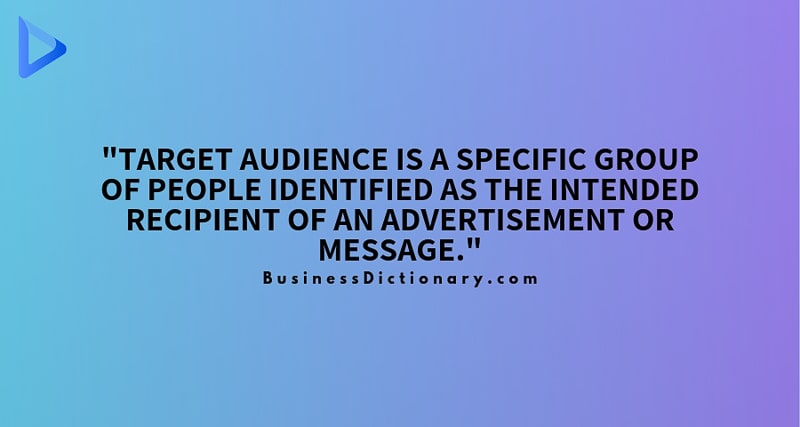 "TARGET AUDIENCE IS A SPECIFIC GROUP
OF PEOPLE IDENTIFIED AS THE INTENDED
RECIPIENT OF AN ADVERTISEMENT OR
MESSAGE."
BusinessDictionary.com